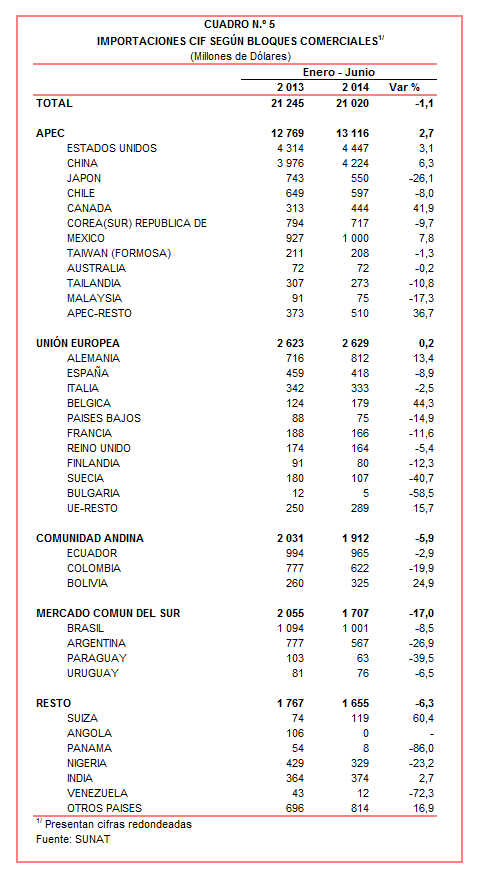 CUADRO N.º 5
IMPORTACIONES CIF SEGÚN BLOQUES COMERCIALES1/
(Millones de Dólares)
Enero - Junio
2 013 2 014 Var %
TOTAL 21 245 21 020 -1,1
APEC 12 769 13 116 2,7
ESTADOS UNIDOS 4 314 4 447 3,1
CHINA 3 976 4 224 6,3
JAPON 743 550 -26,1
CHILE 649 597 -8,0
CANADA 313 444 41,9
COREA(SUR) REPUBLICA DE 794 717 -9,7
MEXICO 927 1 000 7,8
TAIWAN (FORMOSA) 211 208 -1,3
AUSTRALIA 72 72 -0,2
TAILANDIA 307 273 -10,8
MALAYSIA 91 75 -17,3
APEC-RESTO 373 510 36,7
UNIÓN EUROPEA 2 623 2 629 0,2
ALEMANIA 716 812 13,4
ESPAÑA 459 418 -8,9
ITALIA 342 333 -2,5
BELGICA 124 179 44,3
PAISES BAJOS 88 75 -14,9
FRANCIA 188 166 -11,6
REINO UNIDO 174 164 -5,4
FINLANDIA 91 80 -12,3
SUECIA 180 107 -40,7
BULGARIA 12 5 -58,5
UE-RESTO 250 289 15,7
COMUNIDAD ANDINA 2 031 1 912 -5,9
ECUADOR 994 965 -2,9
COLOMBIA 777 622 -19,9
BOLIVIA 260 325 24,9
MERCADO COMUN DEL SUR 2 055 1 707 -17,0
BRASIL 1 094 1 001 -8,5
ARGENTINA 777 567 -26,9
PARAGUAY 103 63 -39,5
URUGUAY 81 76 -6,5
RESTO 1 767 1 655 -6,3
SUIZA 74 119 60,4
ANGOLA 106 0 -
PANAMA 54 8 -86,0
NIGERIA 429 329 -23,2
INDIA 364 374 2,7
VENEZUELA 43 12 -72,3
OTROS PAISES 696 814 16,9
1/ Presentan cifras redondeadas
Fuente: SUNAT